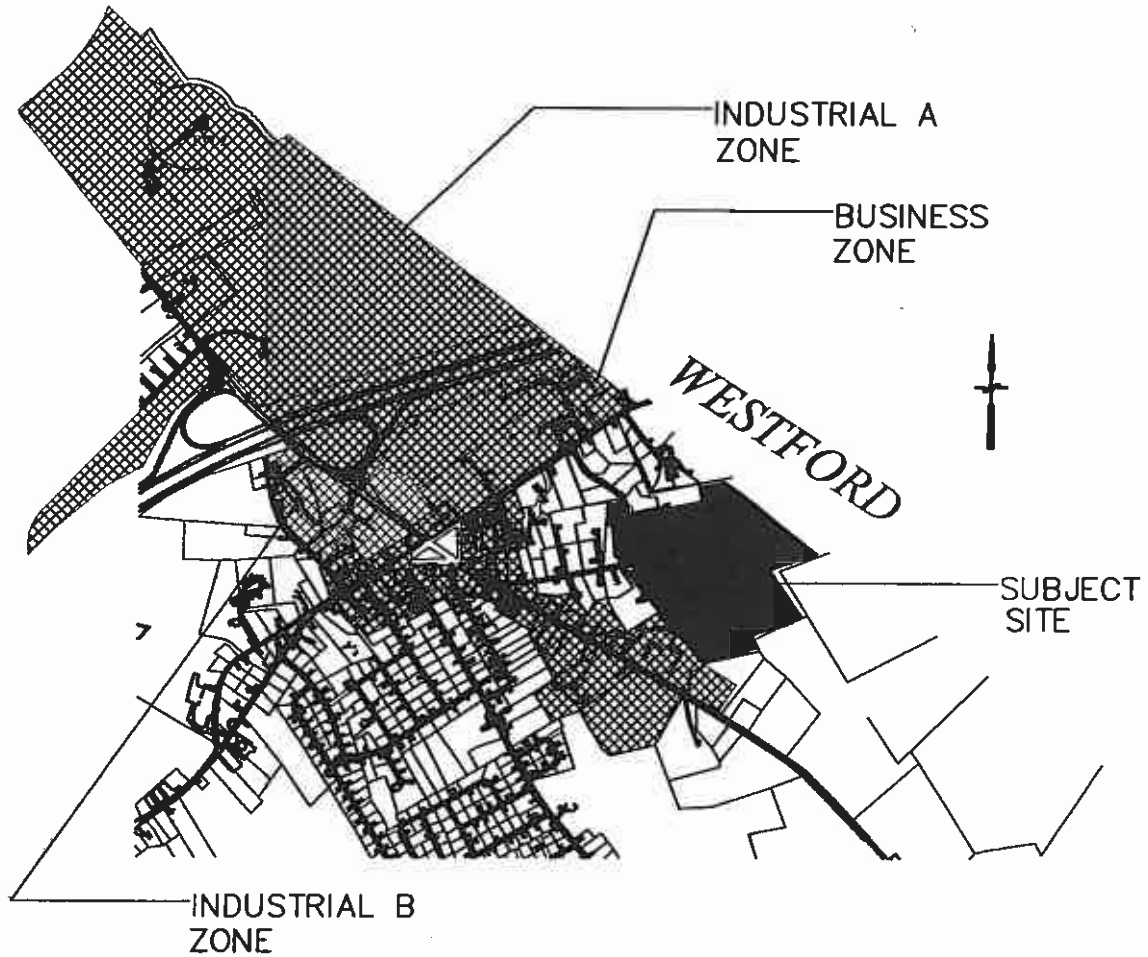 INDUSTRIAL A
ZONE
BUSINESS
ZONE
WESTFORD
SUBJECT
SITE
INDUSTRIAL B
ZONE